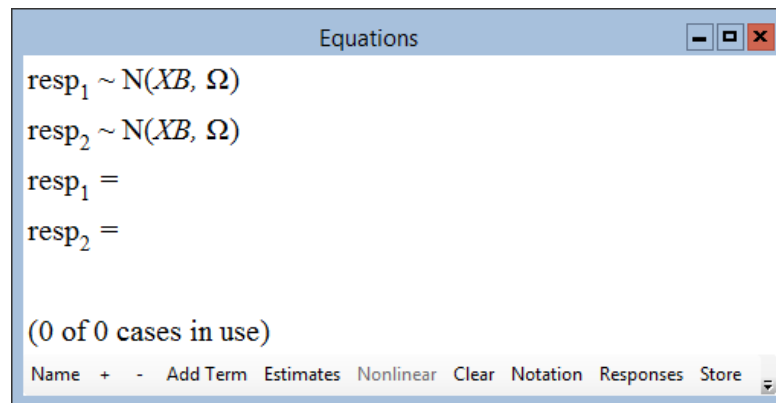 Equations
resp₁ ~ N(XB, Ω)
resp₂ ~ N(XB, Ω)
resp₁ =
resp₂ =
(0 of 0 cases in use)
Name + - Add Term Estimates Nonlinear Clear Notation Responses Store